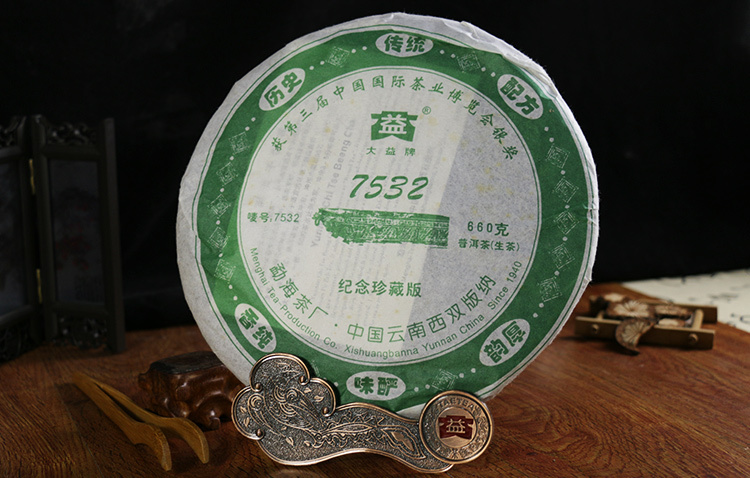 传统
历史
配方
获第三届中国国际茶业博览会银奖
益
®
大益牌
7532
唛号:7532
660克
普洱茶(生茶)
纪念珍藏版
勐海茶厂·中国云南西双版纳
Menghai Tea Production Co. Xishuangbanna Yunnan China Since 1940
香纯
韵厚
味酽
TAETEA
益